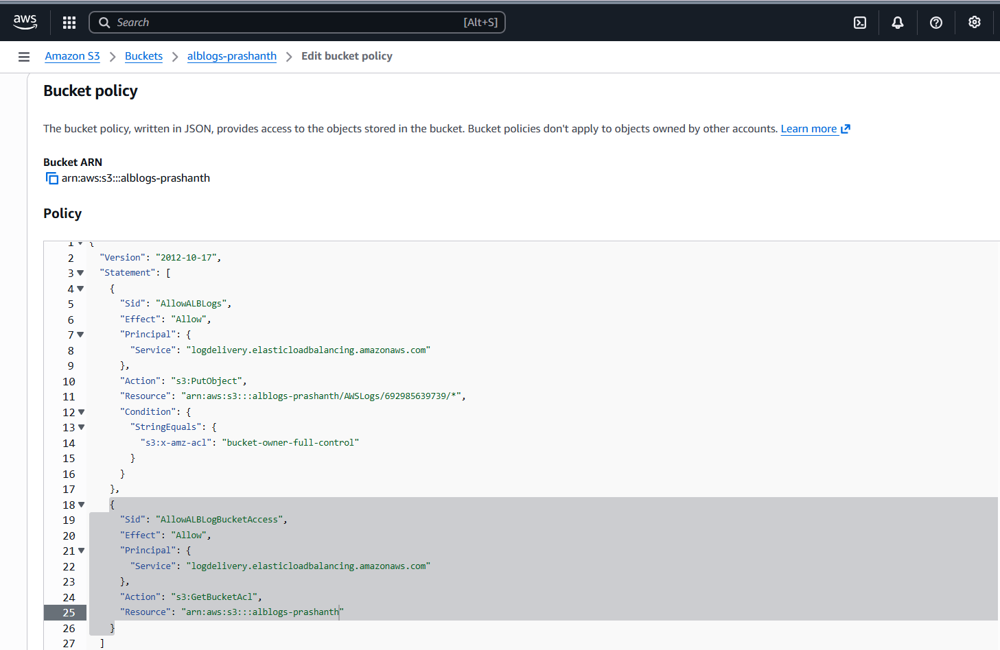 aws
Search [Alt+S]
Amazon S3 > Buckets > alblogs-prashanth > Edit bucket policy
Bucket policy
The bucket policy, written in JSON, provides access to the objects stored in the bucket. Bucket policies don't apply to objects owned by other accounts. Learn more
Bucket ARN
arn:aws:s3:::alblogs-prashanth
Policy
1 {
2 "Version": "2012-10-17",
3 "Statement": [
4 {
5 "Sid": "AllowALBLogs",
6 "Effect": "Allow",
7 "Principal": {
8 "Service": "logdelivery.elasticloadbalancing.amazonaws.com"
9 },
10 "Action": "s3:PutObject",
11 "Resource": "arn:aws:s3:::alblogs-prashanth/AWSLogs/692985639739/*",
12 "Condition": {
13 "StringEquals": {
14 "s3:x-amz-acl": "bucket-owner-full-control"
15 }
16 }
17 },
18 {
19 "Sid": "AllowALBLogBucketAccess",
20 "Effect": "Allow",
21 "Principal": {
22 "Service": "logdelivery.elasticloadbalancing.amazonaws.com"
23 },
24 "Action": "s3:GetBucketAcl",
25 "Resource": "arn:aws:s3:::alblogs-prashanth"
26 }
27 ]